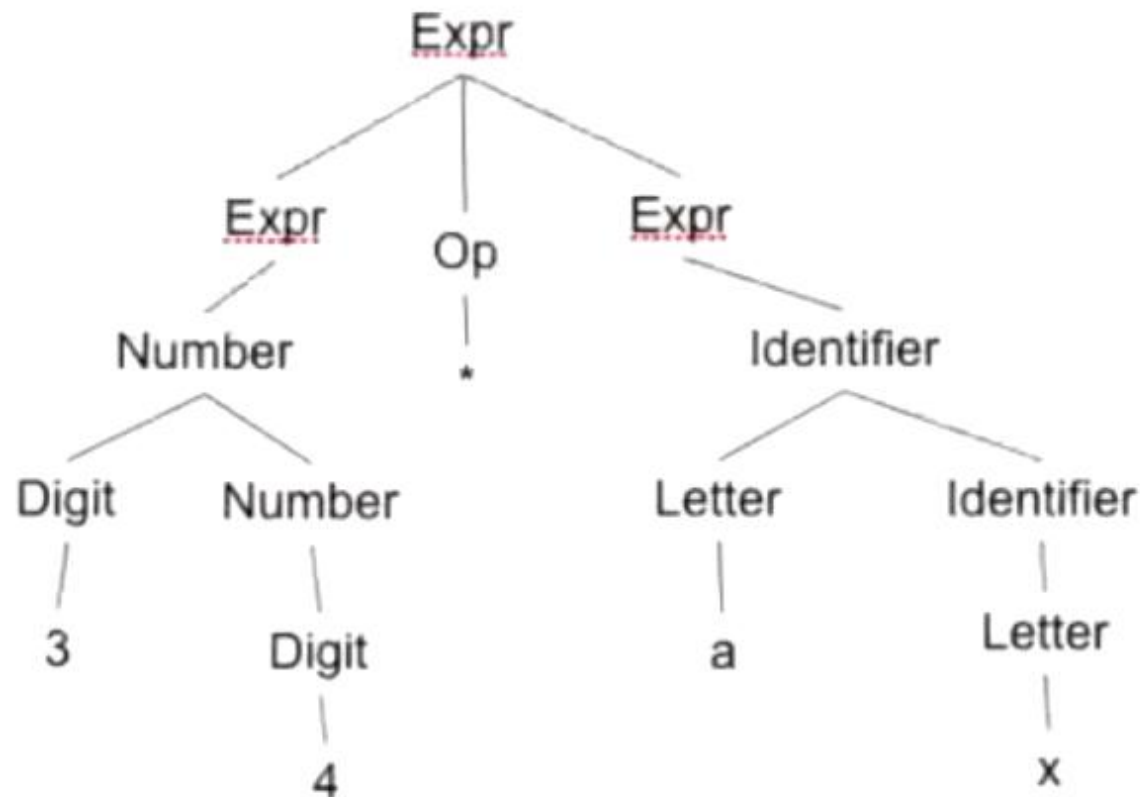 Expr
Expr Op Expr
Number * Identifier
Digit Number Letter Identifier
3 Digit a Letter
4 x